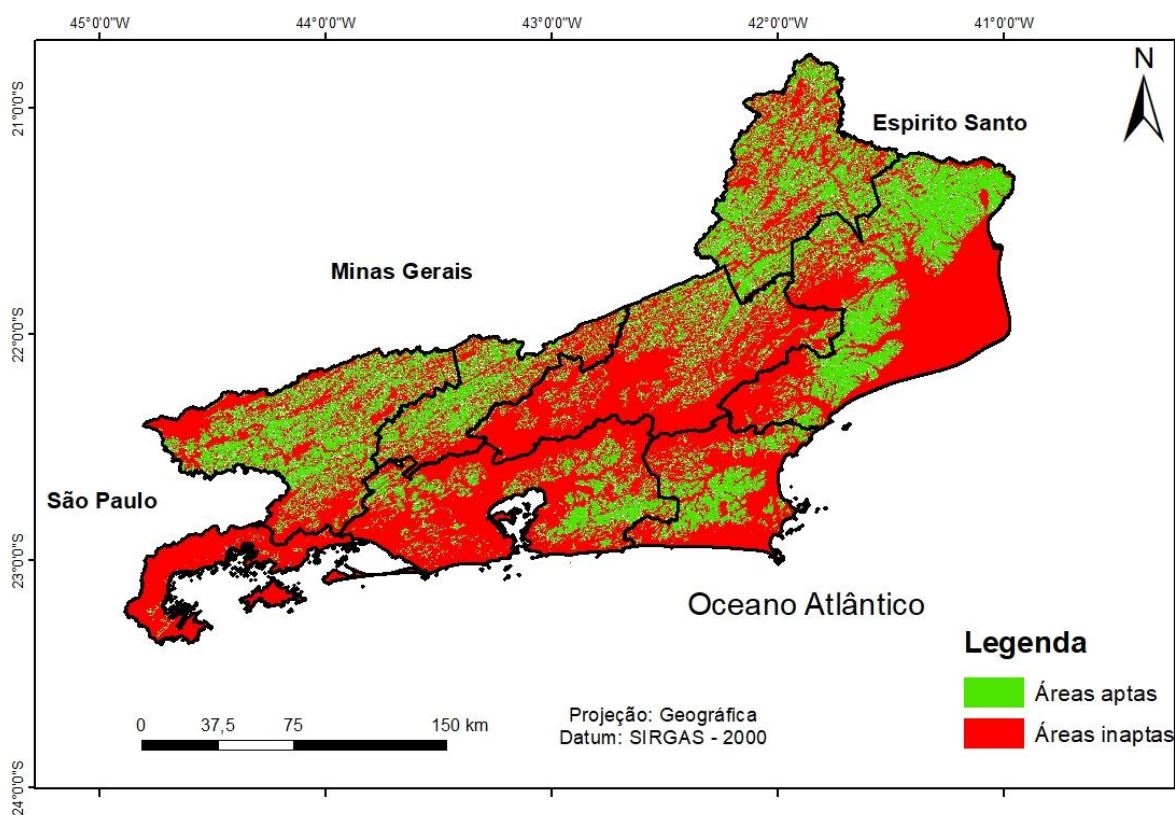 45°0'0"W 44°0'0"W 43°0'0"W 42°0'0"W 41°0'0"W
N
21°0'0"S
Espirito Santo
Minas Gerais
22°0'0"S
São Paulo
23°0'0"S
Oceano Atlântico
Legenda
Áreas aptas
Áreas inaptas
0 37,5 75 150 km
Projeção: Geográfica
Datum: SIRGAS - 2000
24°0'0"S